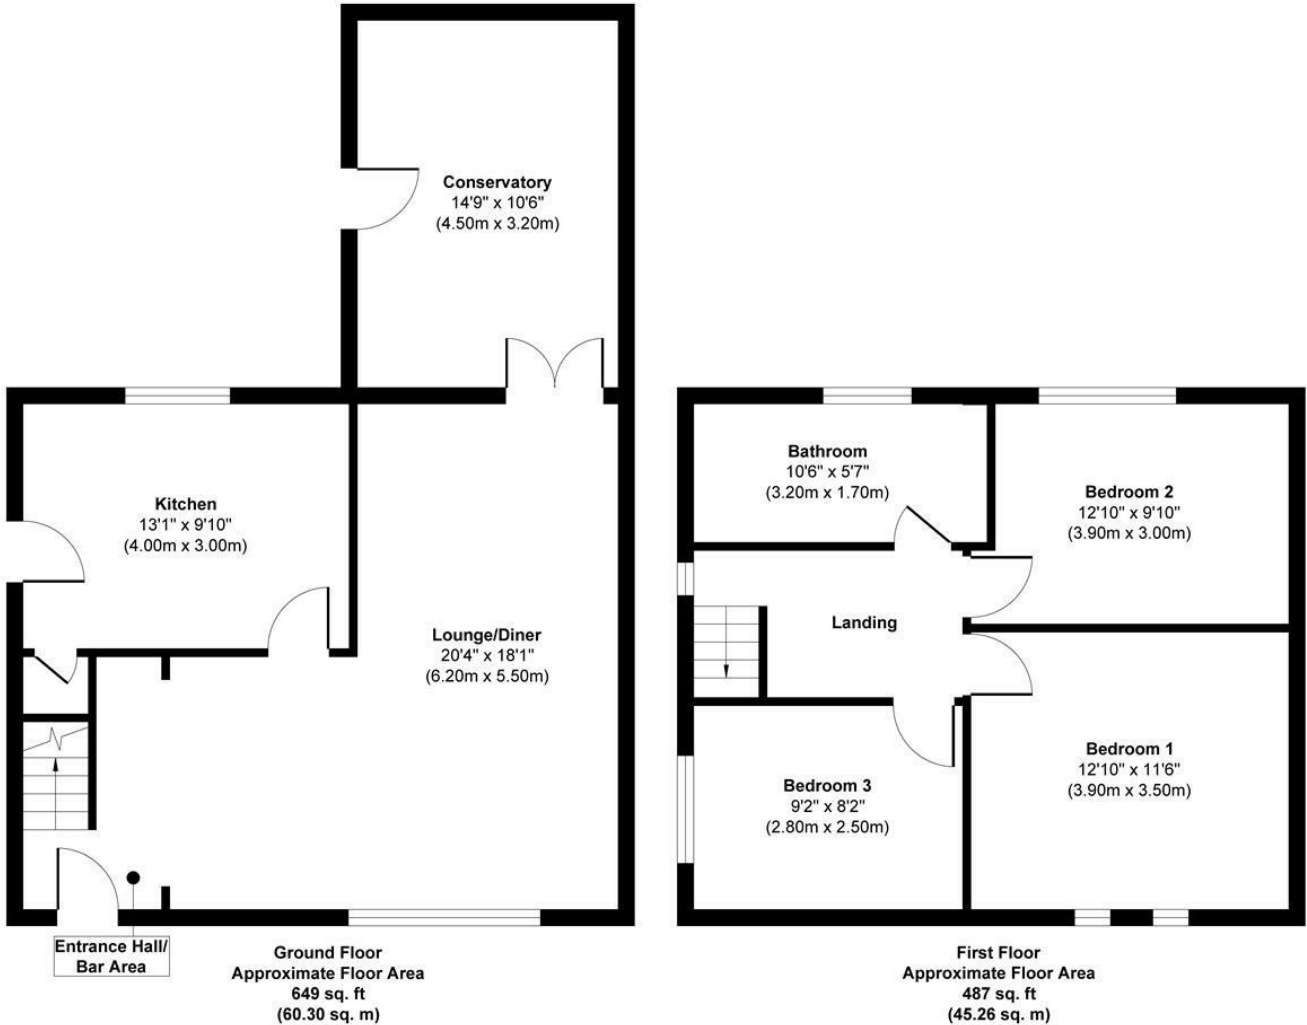 Conservatory
14'9" x 10'6"
(4.50m x 3.20m)
Kitchen
13'1" x 9'10"
(4.00m x 3.00m)
Lounge/Diner
20'4" x 18'1"
(6.20m x 5.50m)
Entrance Hall/
Bar Area
Ground Floor
Approximate Floor Area
649 sq. ft
(60.30 sq. m)
Bathroom
10'6" x 5'7"
(3.20m x 1.70m)
Bedroom 2
12'10" x 9'10"
(3.90m x 3.00m)
Landing
Bedroom 1
12'10" x 11'6"
(3.90m x 3.50m)
Bedroom 3
9'2" x 8'2"
(2.80m x 2.50m)
First Floor
Approximate Floor Area
487 sq. ft
(45.26 sq. m)